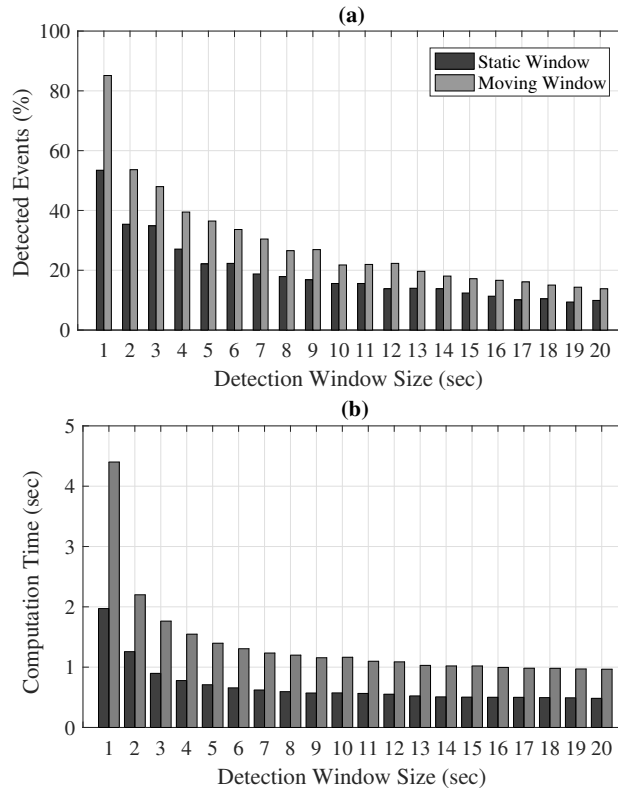 (a)
100
80
60
40
20
0
Detected Events (%)
Static Window
Moving Window
1 2 3 4 5 6 7 8 9 10 11 12 13 14 15 16 17 18 19 20
Detection Window Size (sec)
(b)
5
4
3
2
1
0
Computation Time (sec)
1 2 3 4 5 6 7 8 9 10 11 12 13 14 15 16 17 18 19 20
Detection Window Size (sec)